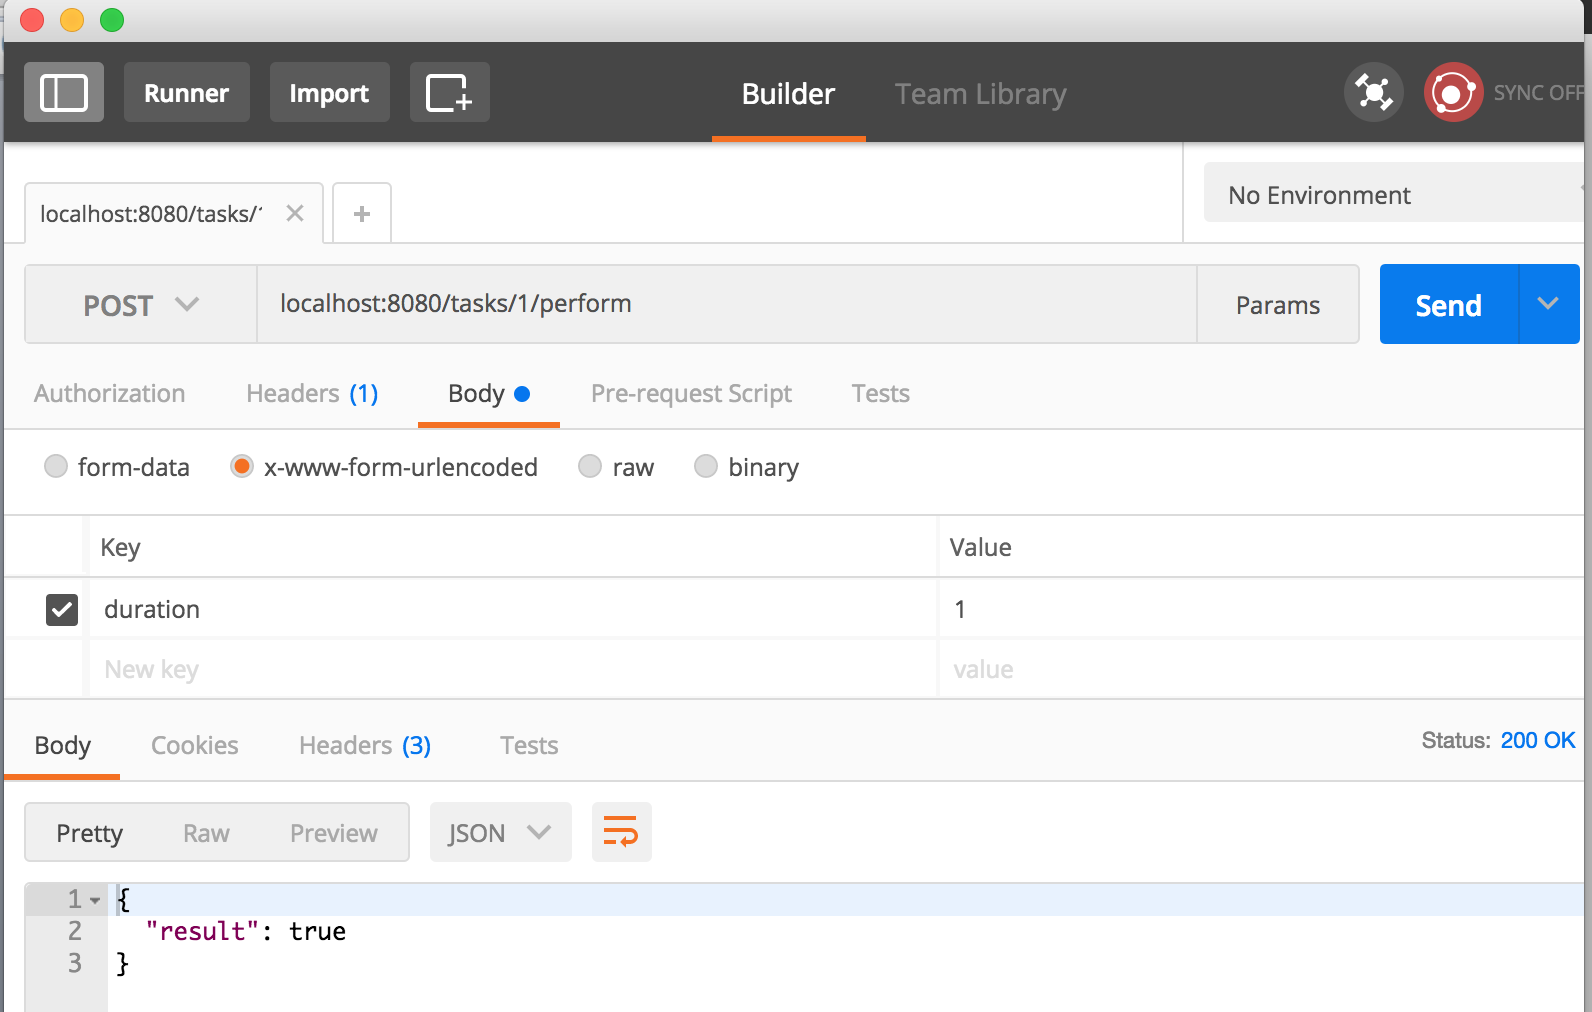 Runner Import Builder Team Library SYNC OFF
localhost:8080/tasks/ No Environment
POST localhost:8080/tasks/1/perform Params Send
Authorization Headers (1) Body Pre-request Script Tests
form-data x-www-form-urlencoded raw binary
Key Value
duration 1
New key value
Body Cookies Headers (3) Tests Status: 200 OK
Pretty Raw Preview JSON
1 {
2 "result": true
3 }